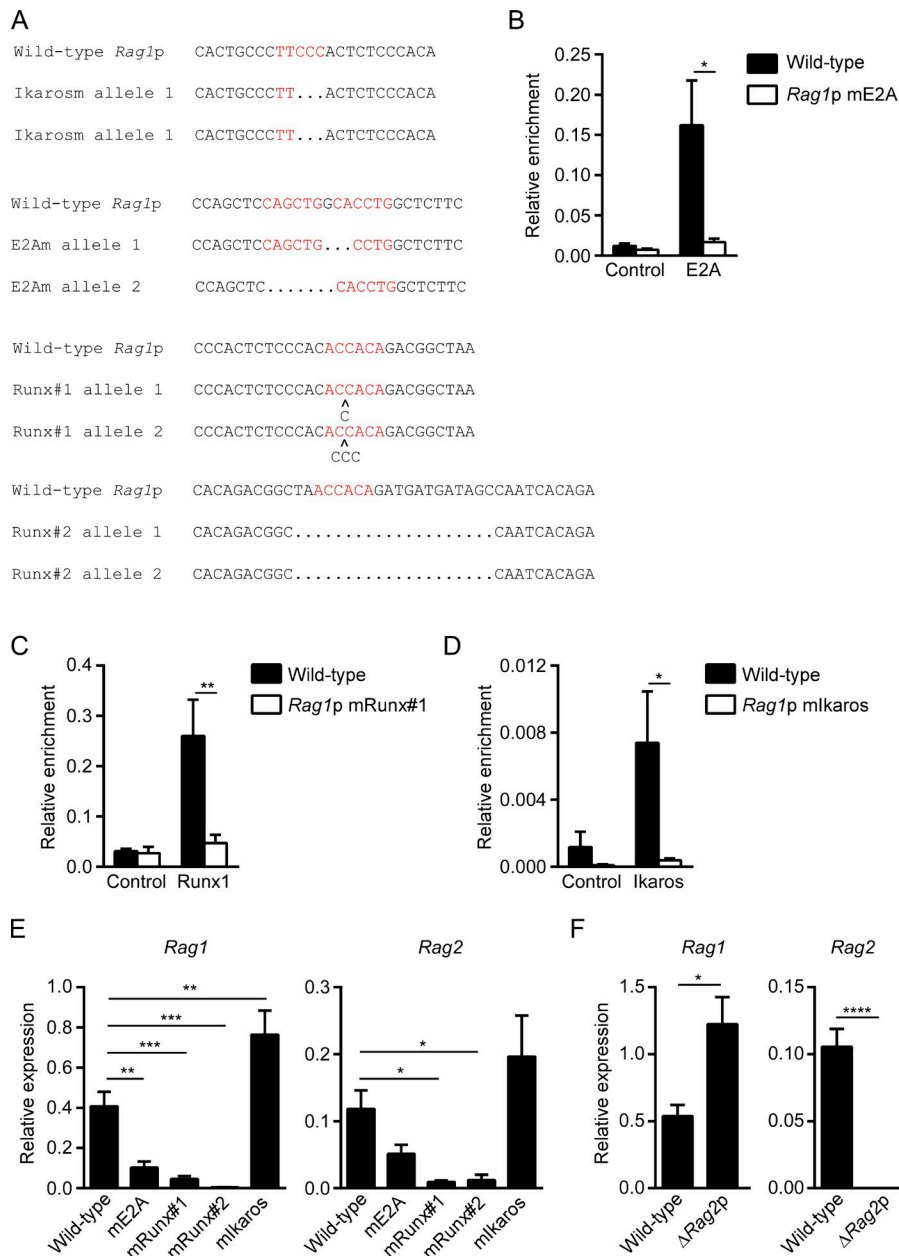 A
Wild-type Rag1p CACTGCCCTTCCCACTCTCCCACA
Ikarosm allele 1 CACTGCCCTT...ACTCTCCCACA
Ikarosm allele 1 CACTGCCCTT...ACTCTCCCACA
Wild-type Rag1p CCAGCTCCAGCTGGCACCTGGCTCTTC
E2Am allele 1 CCAGCTCCAGCTG...CCTGGCTCTTC
E2Am allele 2 CCAGCTC.......CACCTGGCTCTTC
Wild-type Rag1p CCCACTCTCCCACACCACAGACGGCTAA
Runx#1 allele 1 CCCACTCTCCCACACCACAGACGGCTAA
^
C
Runx#1 allele 2 CCCACTCTCCCACACCACAGACGGCTAA
^
CCC
Wild-type Rag1p CACAGACGGCTAACCACAGATGATGATAGCCAATCACAGA
Runx#2 allele 1 CACAGACGGC...................CAATCACAGA
Runx#2 allele 2 CACAGACGGC...................CAATCACAGA
B
Relative enrichment
0.25
0.20
0.15
0.10
0.05
0.00
*
Control E2A
Wild-type
Rag1p mE2A
C
Relative enrichment
0.4
0.3
0.2
0.1
0.0
**
Control Runx1
Wild-type
Rag1p mRunx#1
D
Relative enrichment
0.012
0.008
0.004
0.000
*
Control Ikaros
Wild-type
Rag1p mIkaros
E
Rag1
Relative expression
1.0
0.8
0.6
0.4
0.2
0.0
**
***
***
**
Wild-type mE2A mRunx#1 mRunx#2 mIkaros
Rag2
0.3
0.2
0.1
0.0
*
*
Wild-type mE2A mRunx#1 mRunx#2 mIkaros
F
Rag1
Relative expression
1.5
1.0
0.5
0.0
*
Wild-type ΔRag2p
Rag2
0.15
0.10
0.05
0.00
****
Wild-type ΔRag2p